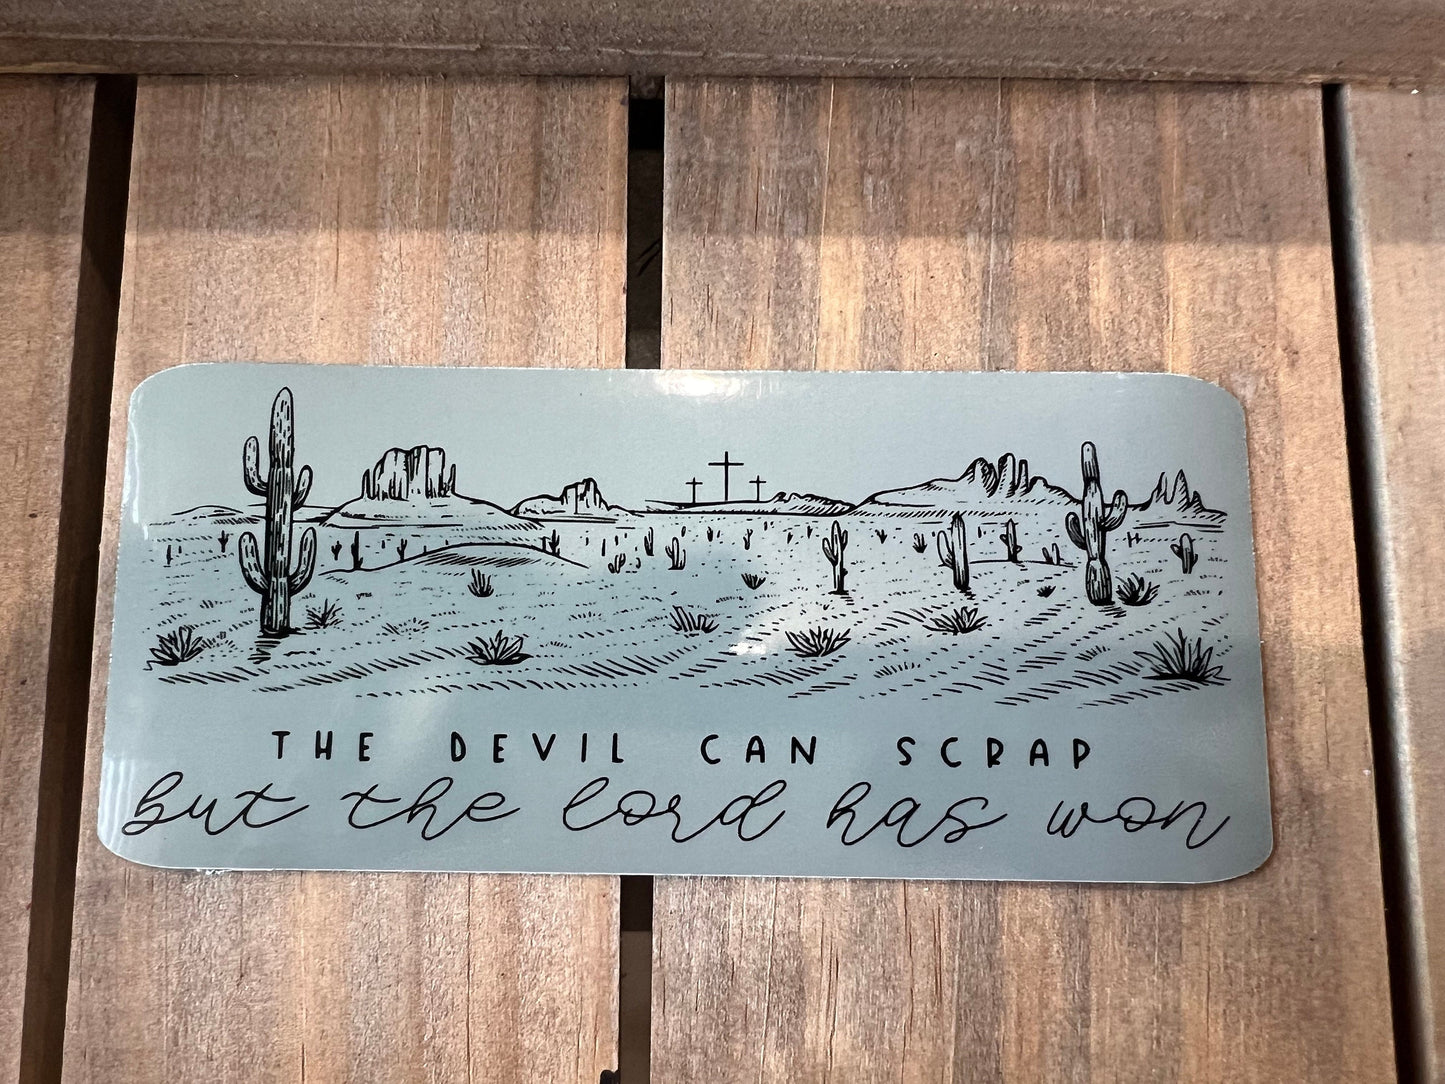 THE DEVIL CAN SCRAP
but the lord has won